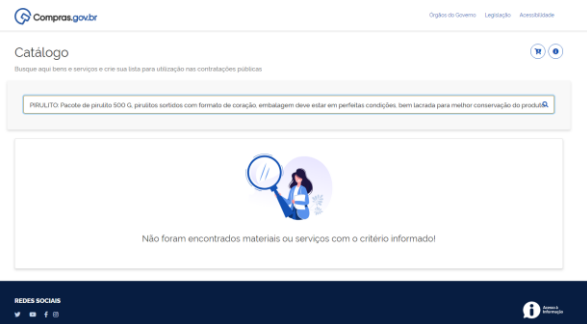 Compras.gov.br
Órgãos do Governo Legislação Acessibilidade
Catálogo
Busque aqui bens e serviços e crie sua lista para utilização nas contratações públicas
PIRULITO: Pacote de pirulito 500 G, pirulitos sortidos com formato de coração, embalagem deve estar em perfeitas condições, bem lacrada para melhor conservação do produto
Não foram encontrados materiais ou serviços com o critério informado!
REDES SOCIAIS
Acesso à
Informação